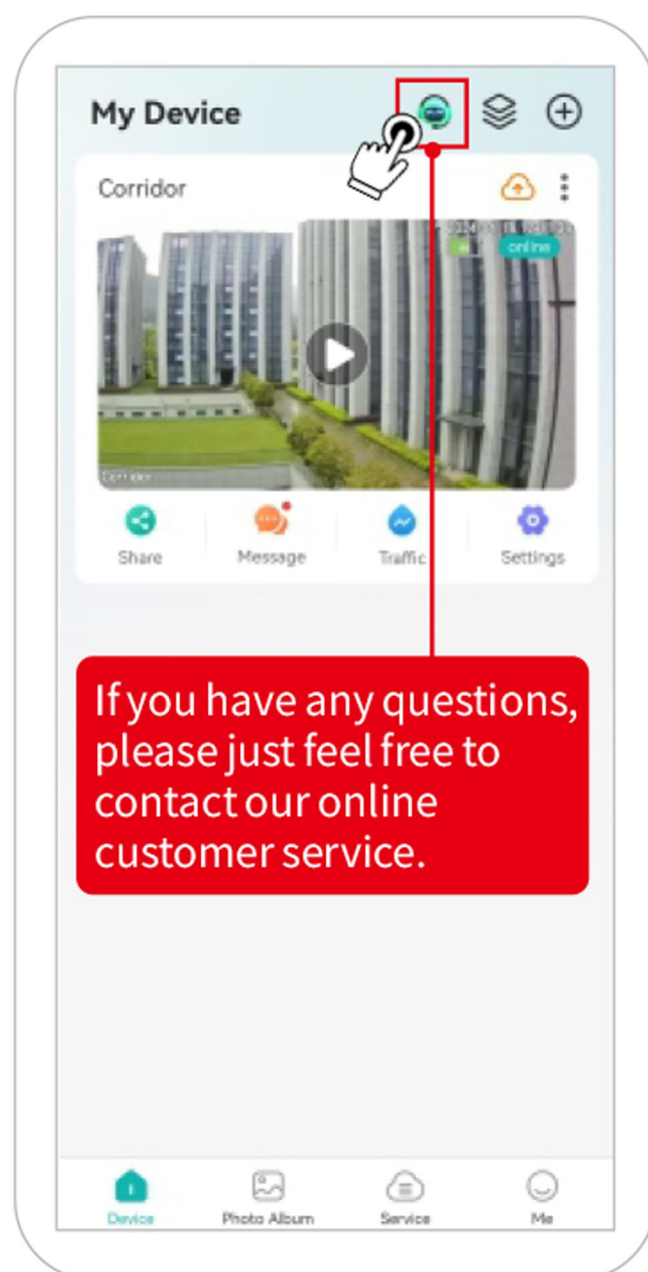 My Device
Corridor
online
Corridor
Share
Message
Traffic
Settings
If you have any questions,
please just feel free to
contact our online
customer service.
Device
Photo Album
Service
Me